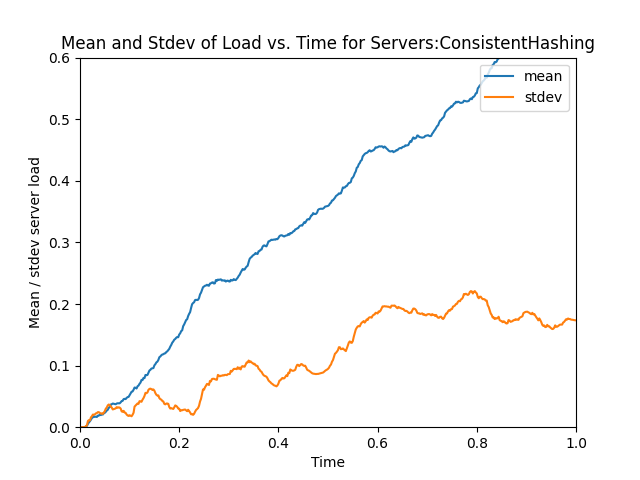 Mean and Stdev of Load vs. Time for Servers:ConsistentHashing
mean
stdev
Mean / stdev server load
0.6
0.5
0.4
0.3
0.2
0.1
0.0
0.0 0.2 0.4 0.6 0.8 1.0
Time